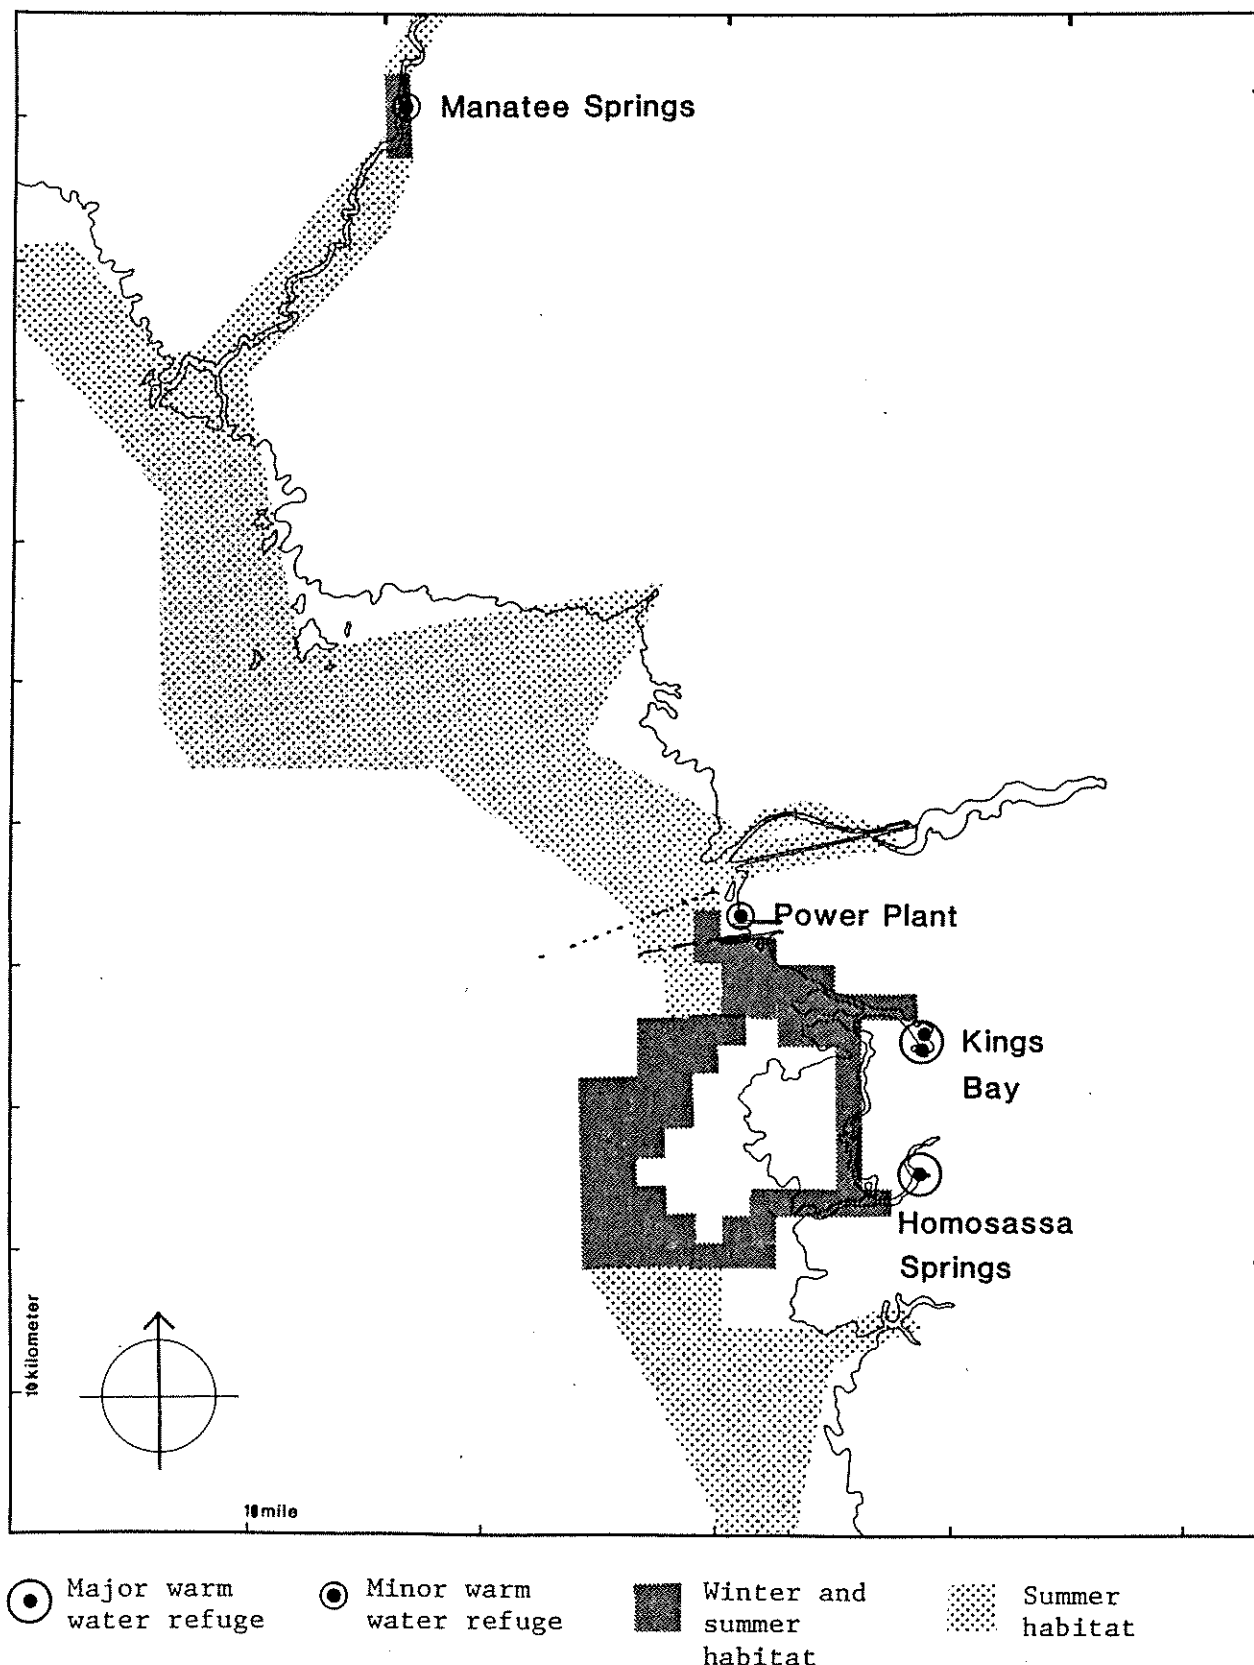 Manatee Springs
Power Plant
Kings
Bay
Homosassa
Springs
10 kilometer
10 mile
Major warm
water refuge
Minor warm
water refuge
Winter and
summer
habitat
Summer
habitat